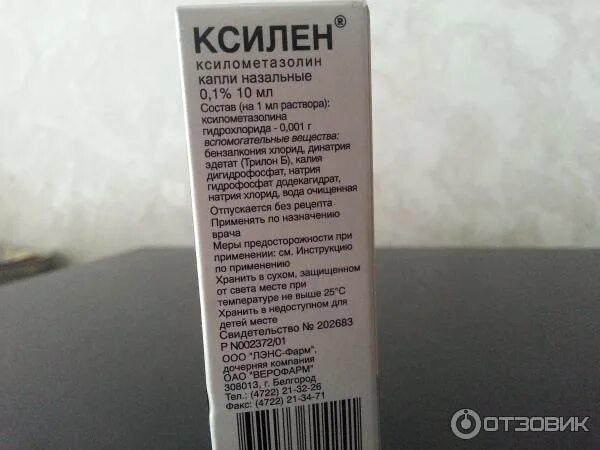 КСИЛЕН®
ксилометазолин
капли назальные
0,1% 10 мл
Состав (на 1 мл раствора):
ксилометазолина
гидрохлорида - 0,001 г
вспомогательные вещества:
бензалкония хлорид, динатрия
эдетат (Трилон Б), калия
дигидрофосфат, натрия
гидрофосфат додекагидрат,
натрия хлорид, вода очищенная
Отпускается без рецепта
Применять по назначению
врача
Меры предосторожности при
применении: см. Инструкцию
по применению
Хранить в сухом, защищенном
от света месте при
температуре не выше 25°С
Хранить в недоступном для
детей месте
Свидетельство № 202683
Р N002372/01
ООО "ЛЭНС-Фарм",
дочерняя компания
ОАО "ВЕРОФАРМ"
308013, г. Белгород
Тел.: (4722) 21-32-26
Факс: (4722) 21-34-71
ОТЗОВИК